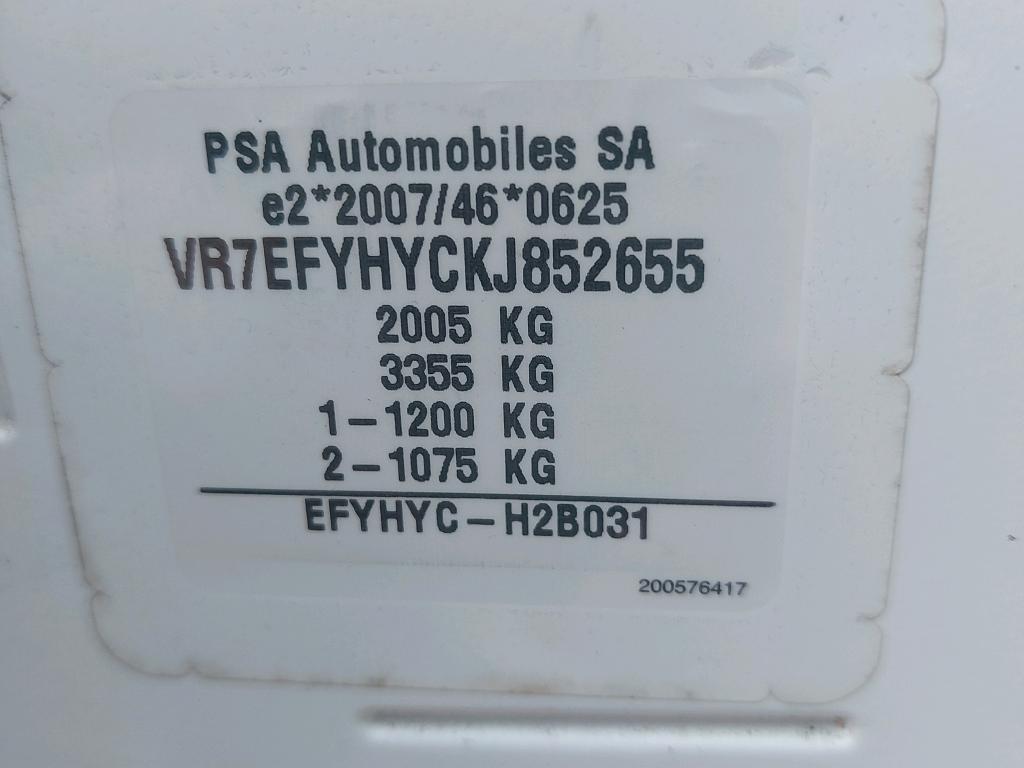 PSA Automobiles SA
e2*2007/46*0625
VR7EFYHYCKJ852655
2005 KG
3355 KG
1-1200 KG
2-1075 KG
EFYHYC-H2B031
200576417